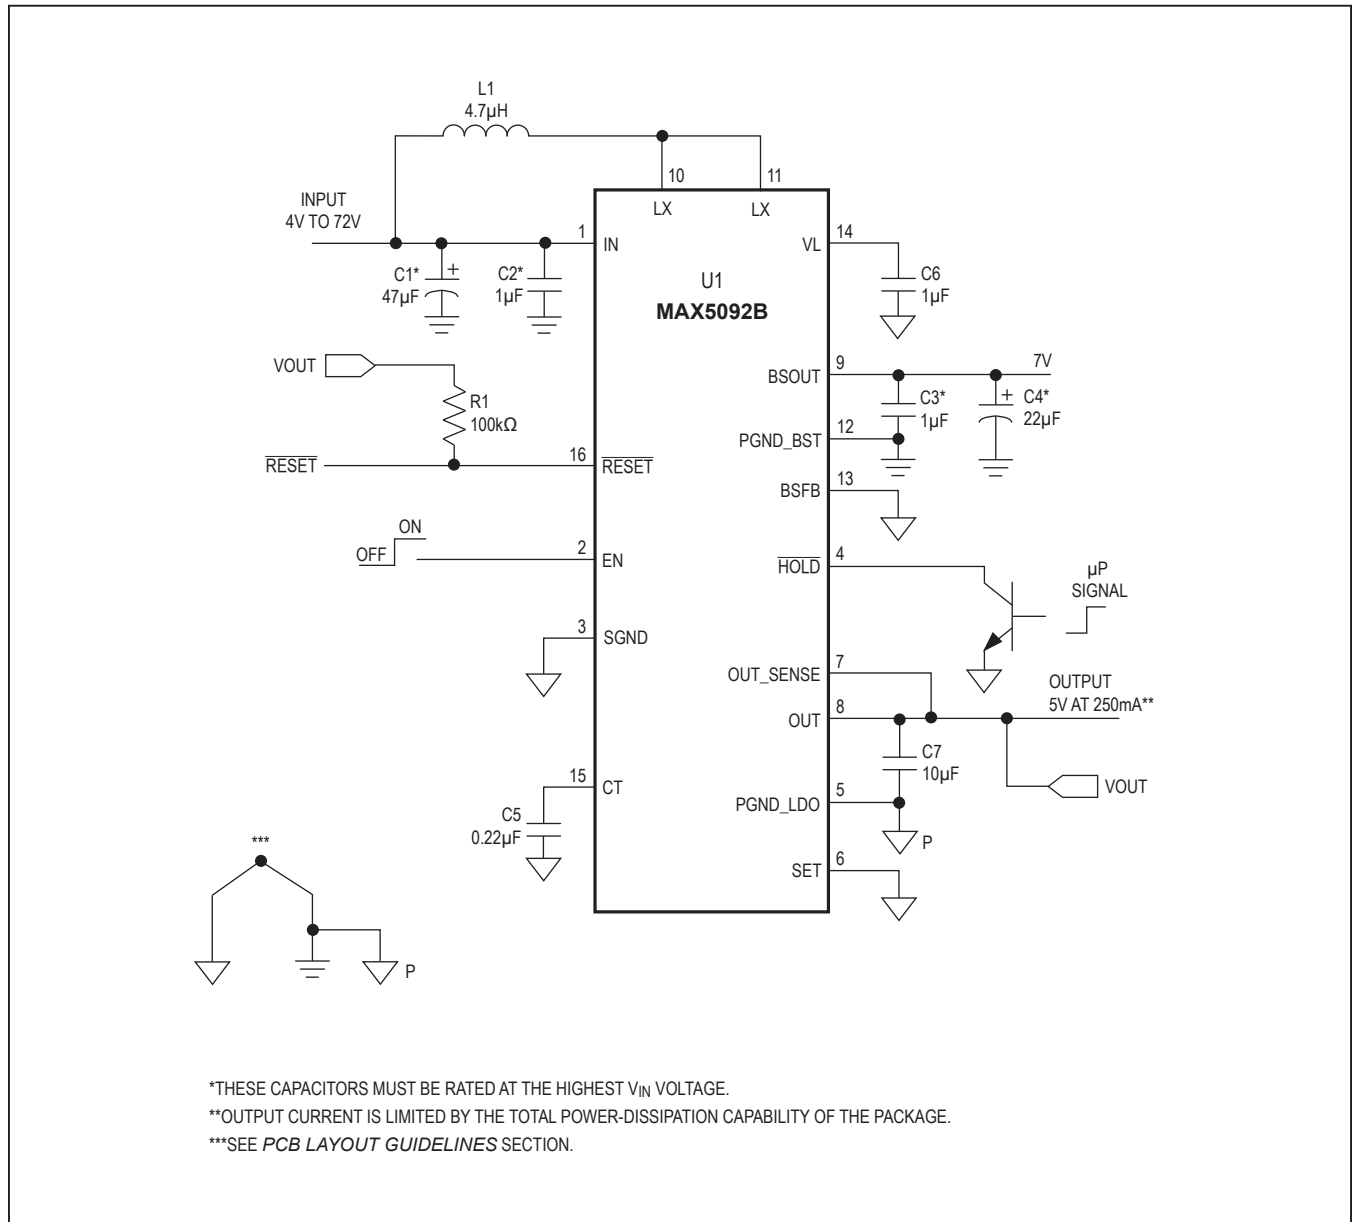 L1
4.7µH
10
11
LX
LX
INPUT
4V TO 72V
1
IN
VL
14
C1*
47µF
+
C2*
1µF
U1
MAX5092B
C6
1µF
VOUT
R1
100kΩ
BSOUT
9
7V
C3*
1µF
+
C4*
22µF
PGND_BST
12
RESET
16
RESET
BSFB
13
OFF
ON
2
EN
HOLD
4
µP
SIGNAL
3
SGND
OUT_SENSE
7
OUTPUT
5V AT 250mA**
OUT
8
C7
10µF
VOUT
15
CT
C5
0.22µF
PGND_LDO
5
P
SET
6
***
P
*THESE CAPACITORS MUST BE RATED AT THE HIGHEST VIN VOLTAGE.
**OUTPUT CURRENT IS LIMITED BY THE TOTAL POWER-DISSIPATION CAPABILITY OF THE PACKAGE.
***SEE PCB LAYOUT GUIDELINES SECTION.